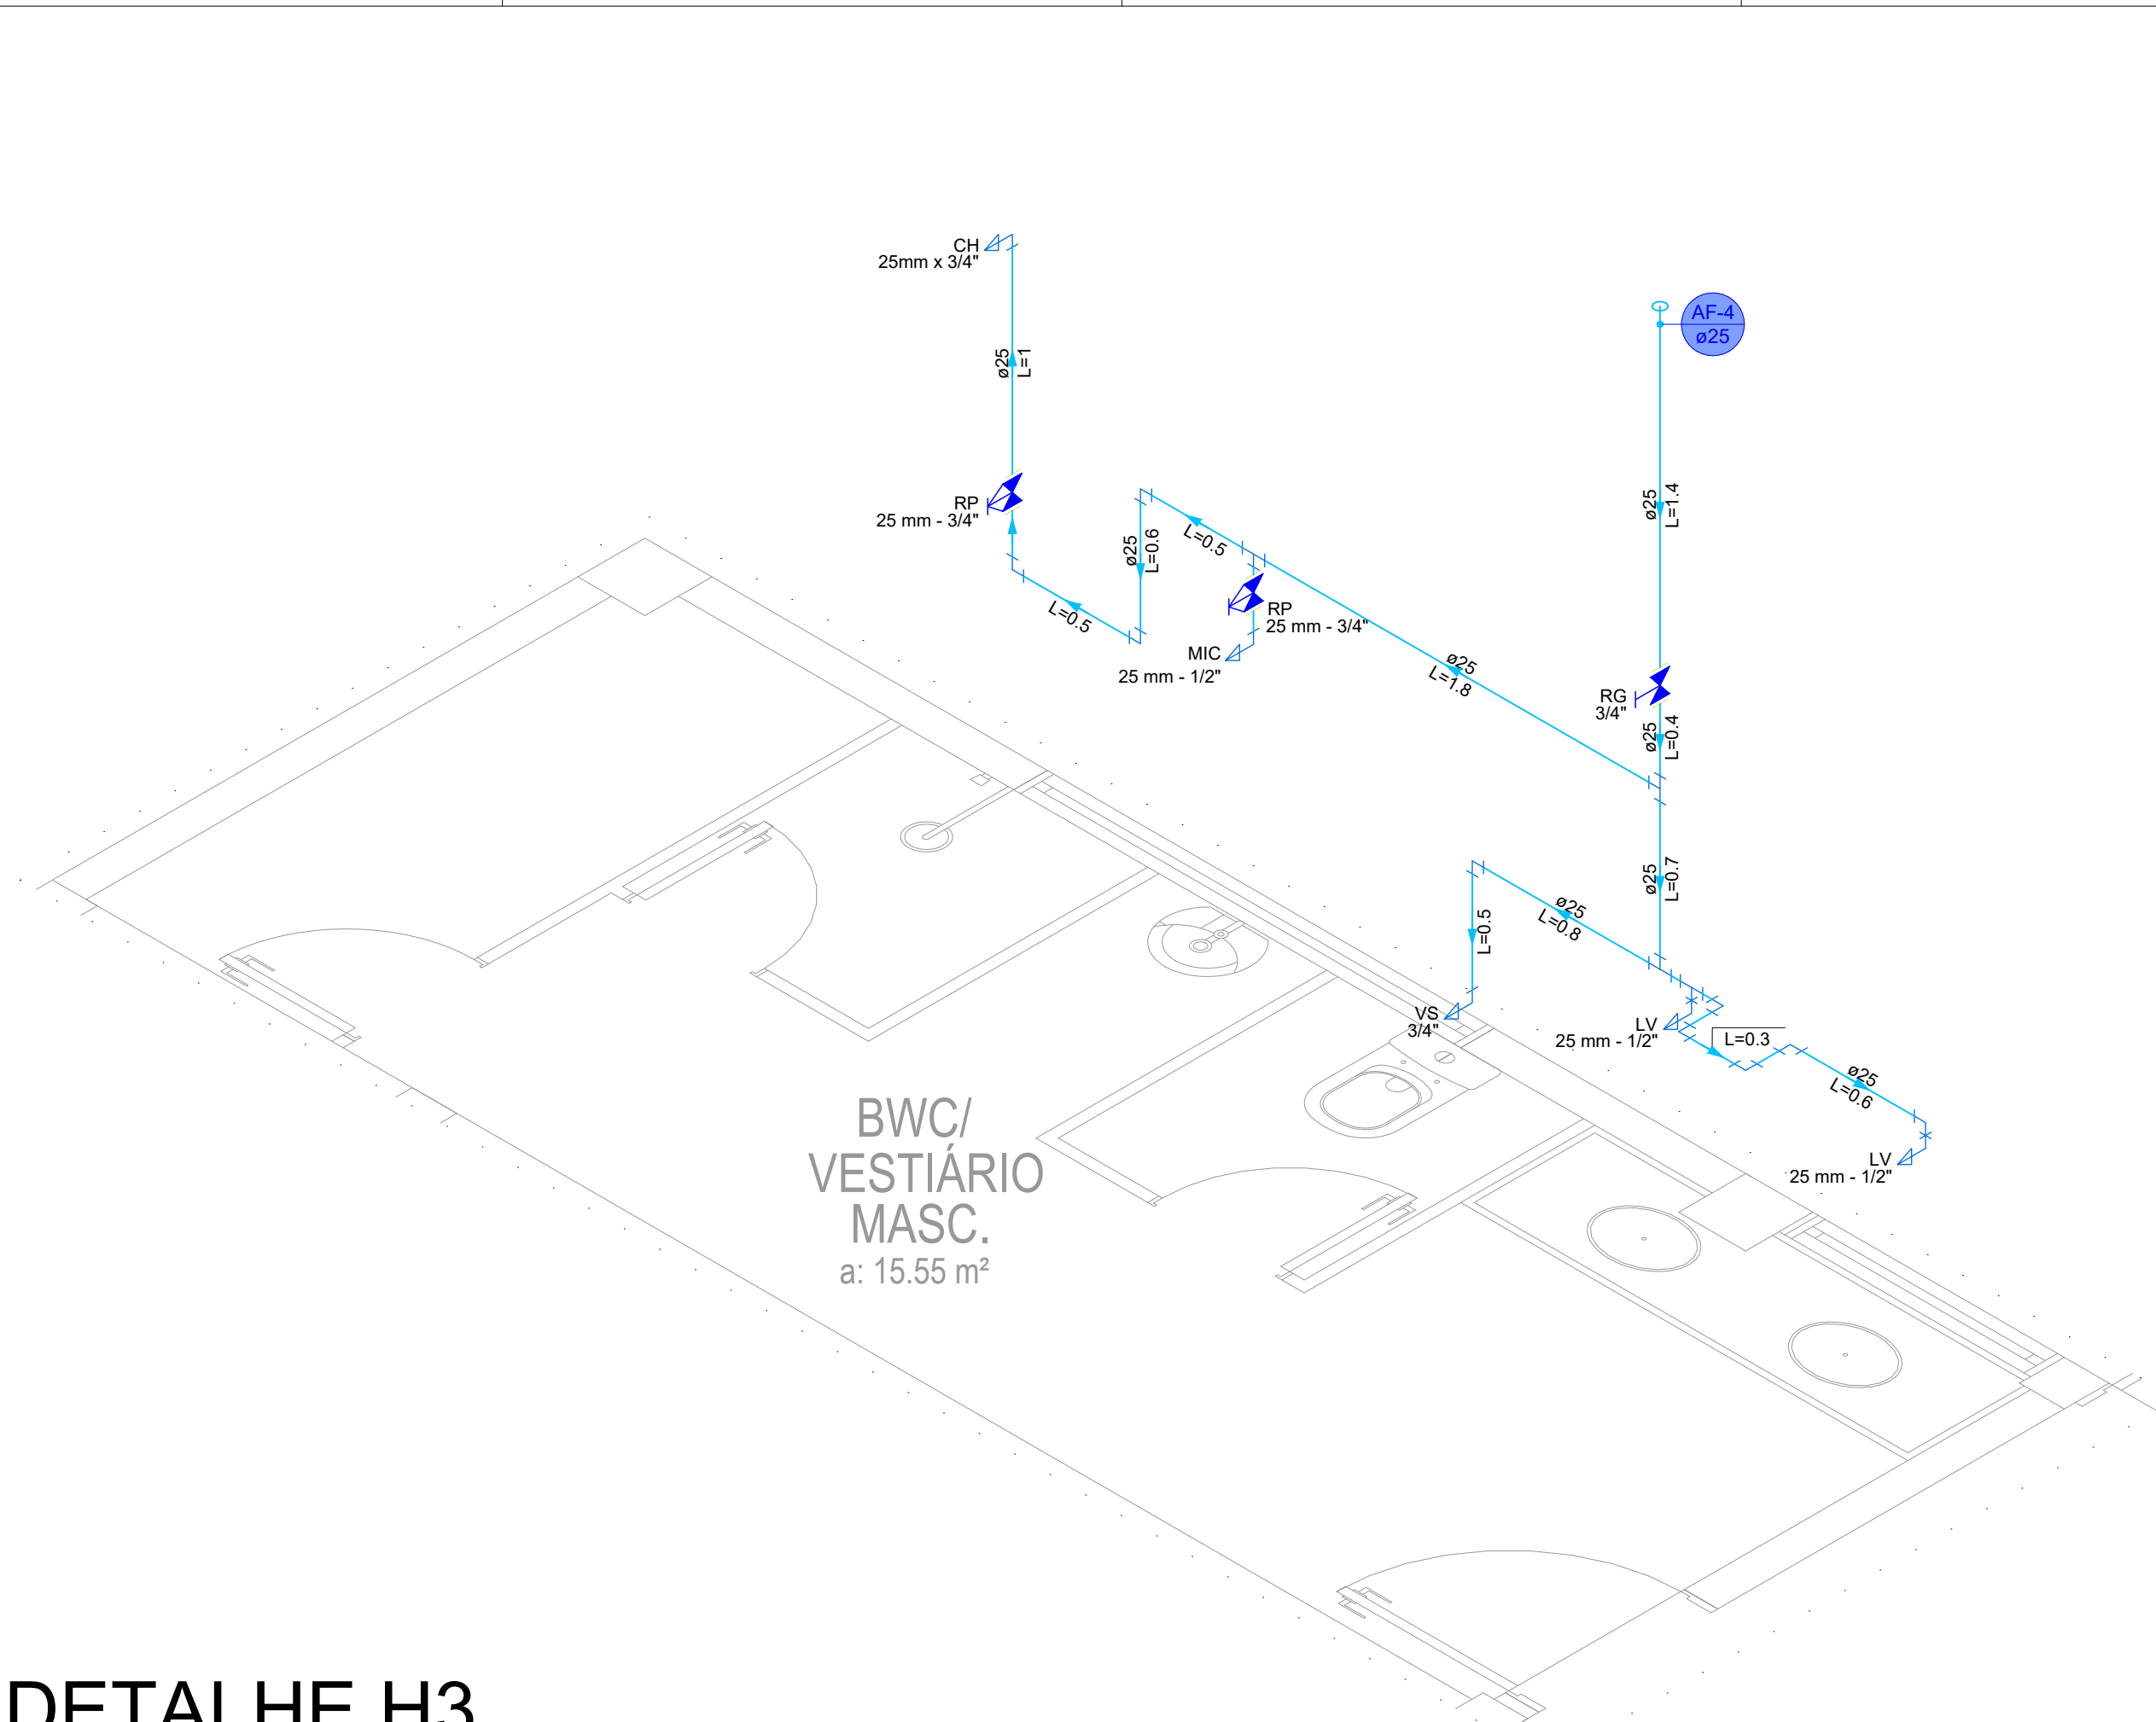 CH
25mm x 3/4"
AF-4
ø25
ø25
L=1
ø25
L=1.4
RP
25 mm - 3/4"
ø25
L=0.6
L=0.5
L=0.5
RP
25 mm - 3/4"
MIC
25 mm - 1/2"
ø25
L=1.8
RG
3/4"
ø25
L=0.4
ø25
L=0.7
ø25
L=0.8
L=0.5
VS
3/4"
LV
25 mm - 1/2"
L=0.3
ø25
L=0.6
LV
25 mm - 1/2"
BWC/
VESTIÁRIO
MASC.
a: 15.55 m²
DETALHE H3